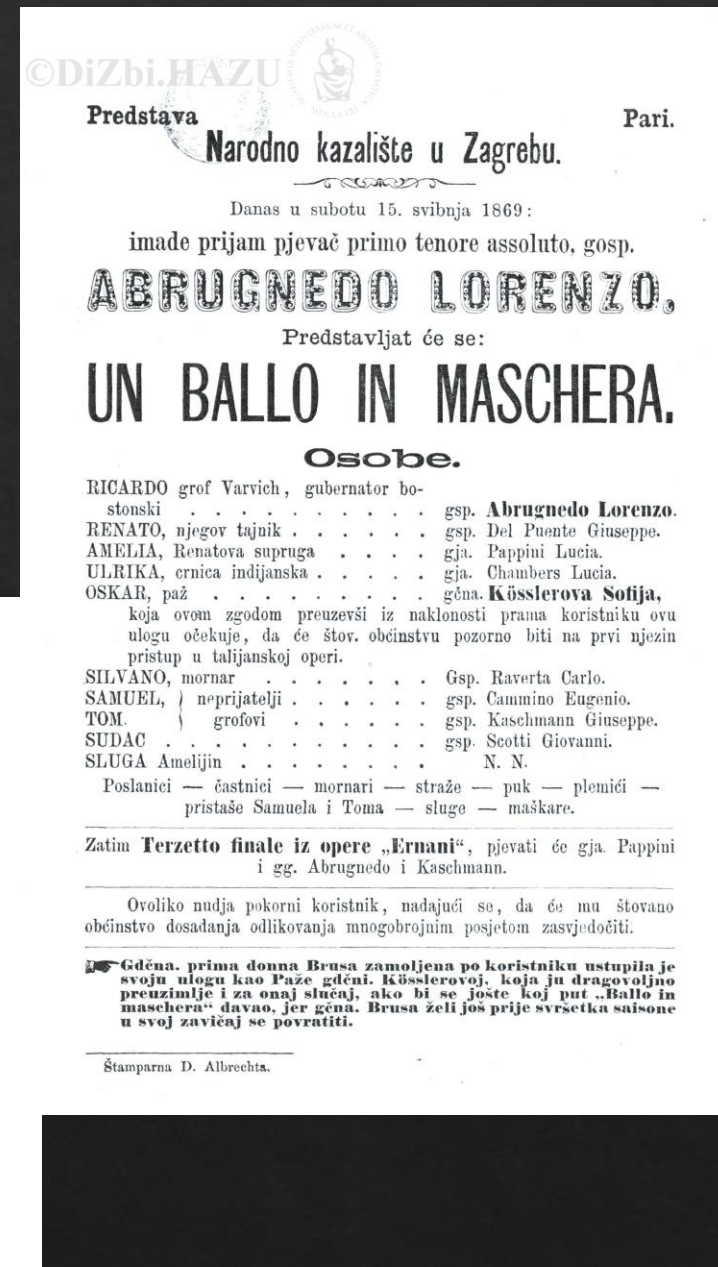 ©DiZbi.HAZU
Predstava Pari.
Narodno kazalište u Zagrebu.
Danas u subotu 15. svibnja 1869:
imade prijam pjevač primo tenore assoluto, gosp.
ABRUGNEDO LORENZO,
Predstavljat će se:
UN BALLO IN MASCHERA.
Osobe.
RICARDO grof Varvich, gubernator bo-
stonski . . . . . . . . . . gsp. Abrugnedo Lorenzo.
RENATO, njegov tajnik . . . . . . gsp. Del Puente Giuseppe.
AMELIA, Renatova supruga . . . . gja. Pappini Lucia.
ULRIKA, crnica indijanska . . . . . gja. Chambers Lucia.
OSKAR, paž . . . . . . . . . gčna. Kösslerova Sofija,
koja ovom zgodom preuzevši iz naklonosti prama koristniku ovu
ulogu očekuje, da će štov. obćinstvu pozorno biti na prvi njezin
pristup u talijanskoj operi.
SILVANO, mornar . . . . . . . Gsp. Raverta Carlo.
SAMUEL, } neprijatelji . . . . . . gsp. Cammino Eugenio.
TOM. } grofovi . . . . . . gsp. Kaschmann Giuseppe.
SUDAC . . . . . . . . . . . gsp. Scotti Giovanni.
SLUGA Amelijin . . . . . . . . N. N.
Poslanici — častnici — mornari — straže — puk — plemići —
pristaše Samuela i Toma — sluge — maškare.
Zatim Terzetto finale iz opere „Ernani“, pjevati će gja. Pappini
i gg. Abrugnedo i Kaschmann.
Ovoliko nudja pokorni koristnik, nadajući se, da će mu štovano
obćinstvo dosadanja odlikovanja mnogobrojnim posjetom zasvjedočiti.
Gdčna. prima donna Brusa zamoljena po koristniku ustupila je
svoju ulogu kao Paže gdčni. Kösslerovoj, koja ju dragovoljno
preuzimlje i za onaj slučaj, ako bi se jošte koj put „Ballo in
maschera“ davao, jer gčna. Brusa želi još prije svršetka saisone
u svoj zavičaj se povratiti.
Štamparna D. Albrechta.